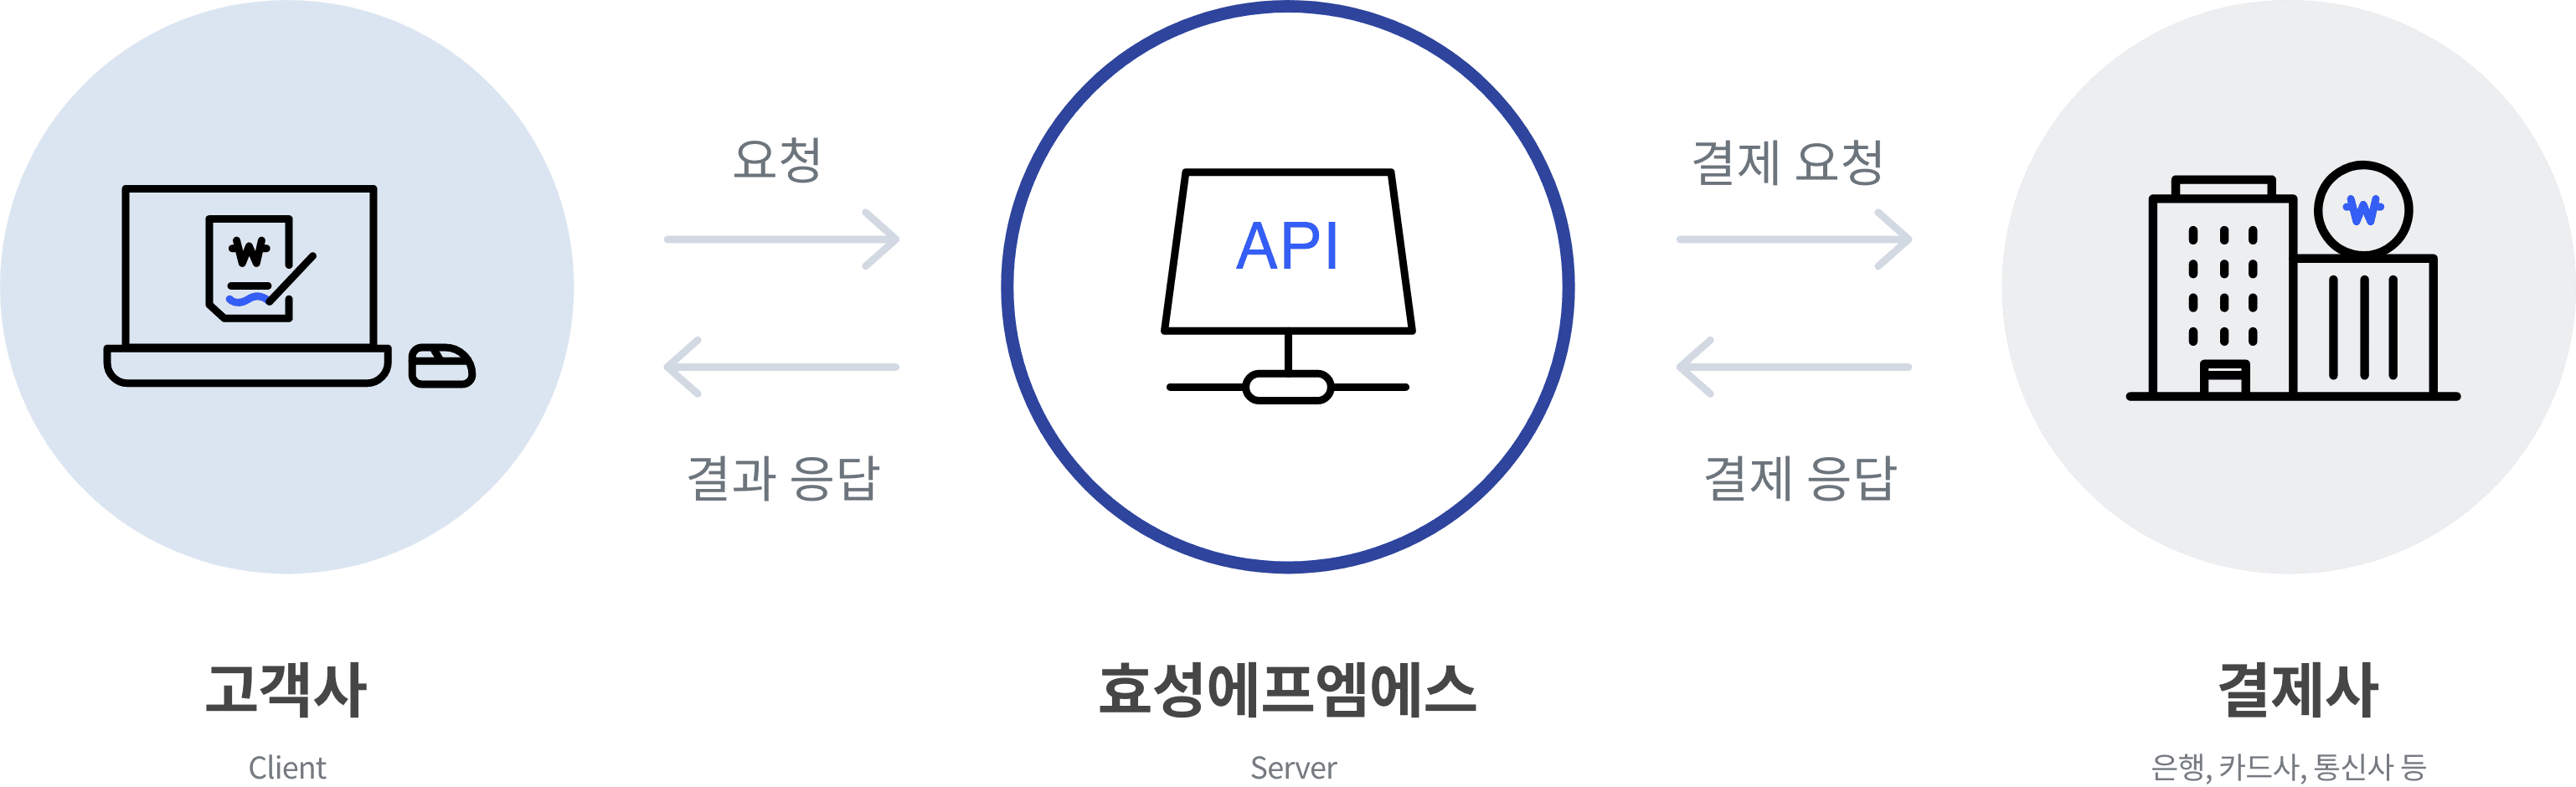 요청
결제 요청
₩
API
₩
결과 응답
결제 응답
고객사
효성에프엠에스
결제사
Client
Server
은행, 카드사, 통신사 등